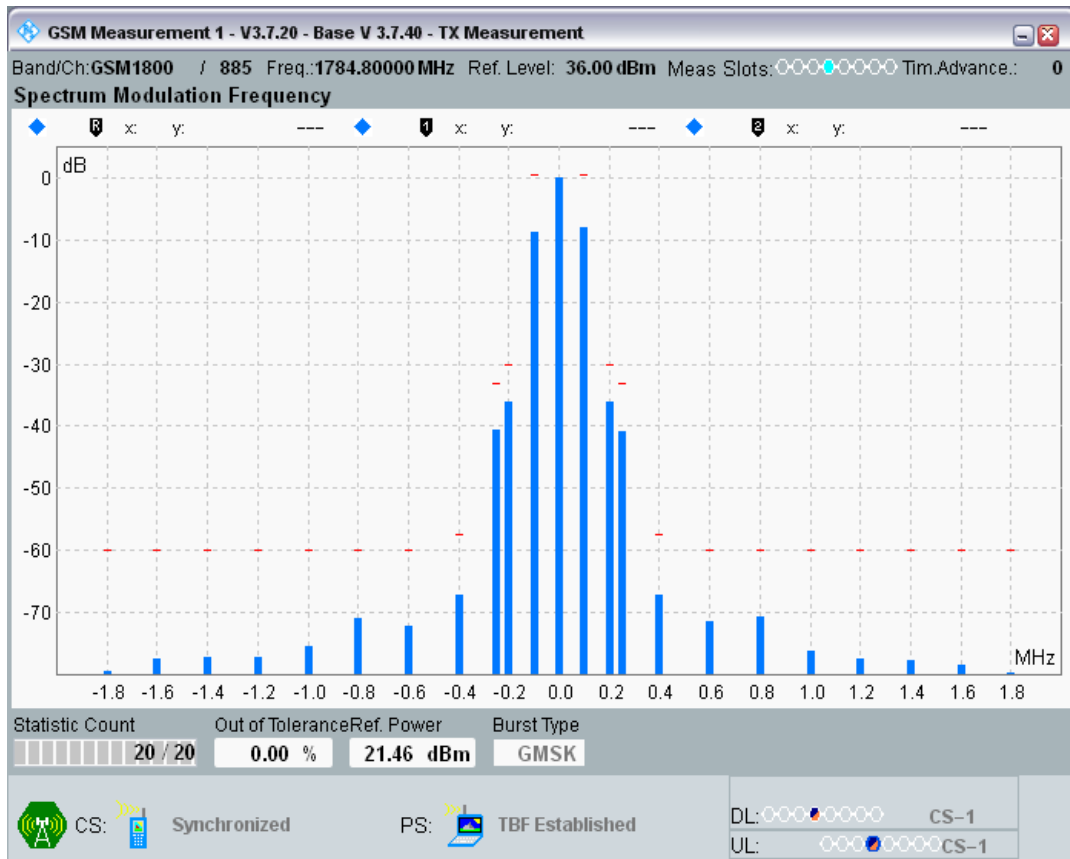 GSM Measurement 1 - V3.7.20 - Base V 3.7.40 - TX Measurement
Band/Ch:GSM1800 / 885 Freq.:1784.80000 MHz Ref. Level: 36.00 dBm Meas Slots: Tim.Advance.: 0
Spectrum Modulation Frequency
R x: y: --- 1 x: y: --- 2 x: y: ---
dB
0
-10
-20
-30
-40
-50
-60
-70
MHz
-1.8 -1.6 -1.4 -1.2 -1.0 -0.8 -0.6 -0.4 -0.2 0.0 0.2 0.4 0.6 0.8 1.0 1.2 1.4 1.6 1.8
Statistic Count Out of Tolerance Ref. Power Burst Type
20 / 20 0.00 % 21.46 dBm GMSK
CS: Synchronized PS: TBF Established DL: CS-1
UL: CS-1